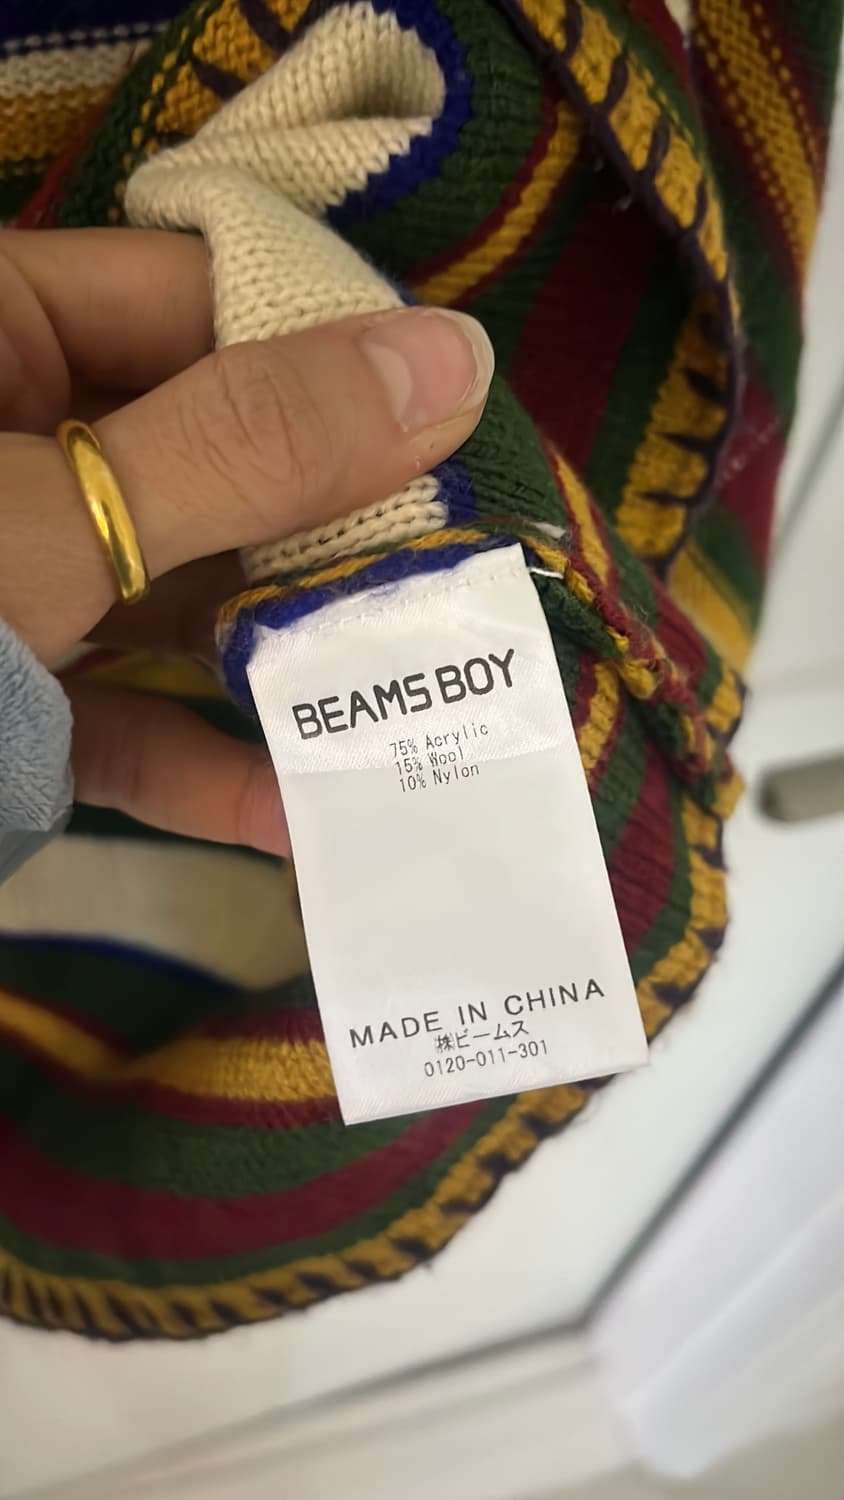 BEAMS BOY
75% Acrylic
15% Wool
10% Nylon
MADE IN CHINA
㈱ビームス
0120-011-301